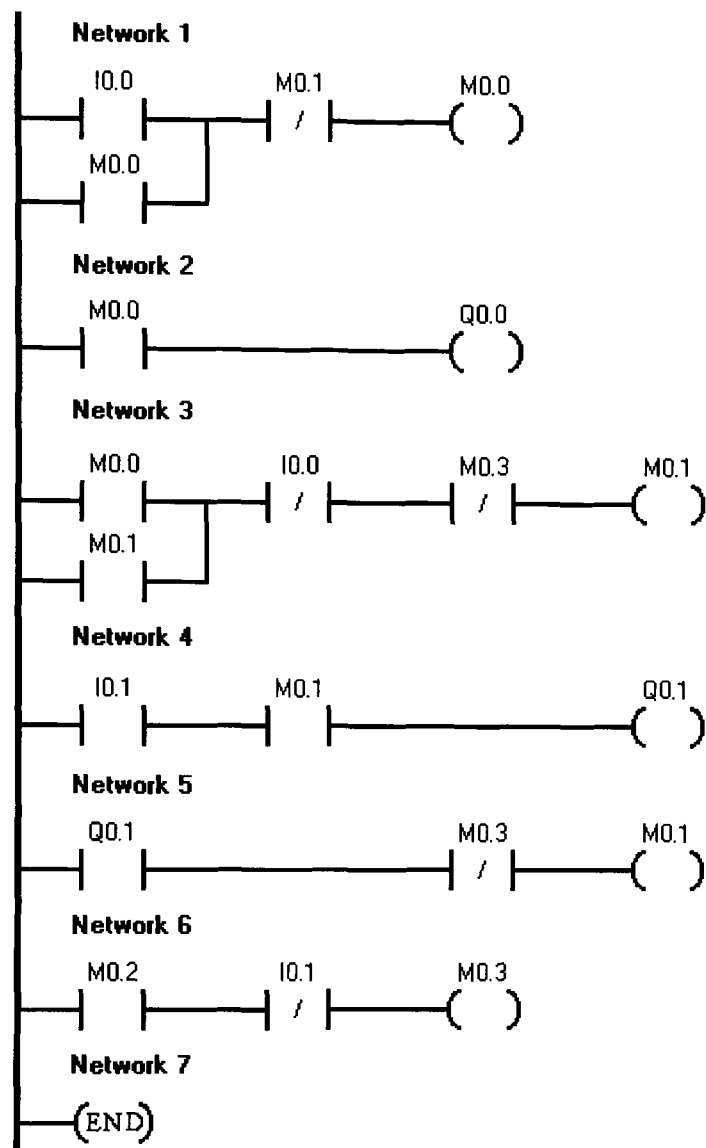 Network 1
I0.0 M0.1 M0.0
/
M0.0
Network 2
M0.0 Q0.0
Network 3
M0.0 I0.0 M0.3 M0.1
/ /
M0.1
Network 4
I0.1 M0.1 Q0.1
Network 5
Q0.1 M0.3 M0.1
/
Network 6
M0.2 I0.1 M0.3
/
Network 7
(END)